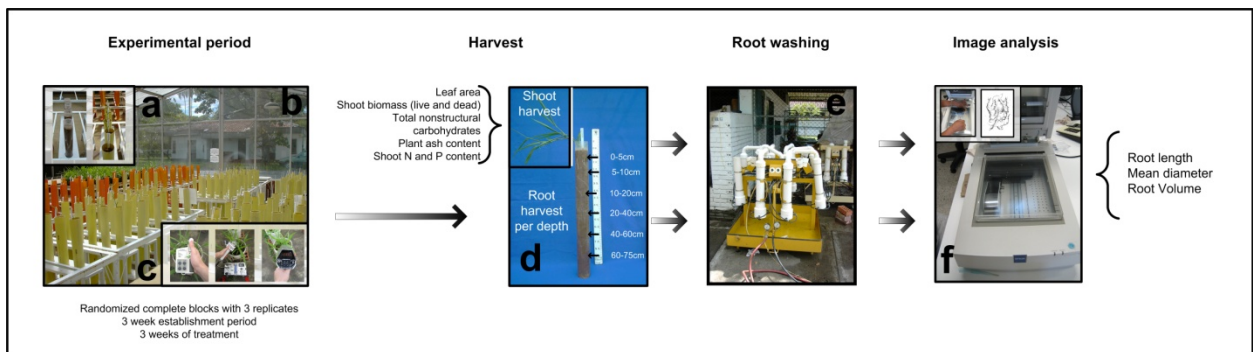 Experimental period
Harvest
Root washing
Image analysis
a
b
c
Randomized complete blocks with 3 replicates
3 week establishment period
3 weeks of treatment
Leaf area
Shoot biomass (live and dead)
Total nonstructural
carbohydrates
Plant ash content
Shoot N and P content
Shoot
harvest
0-5cm
5-10cm
10-20cm
20-40cm
40-60cm
60-75cm
Root
harvest
per depth
d
e
f
Root length
Mean diameter
Root Volume